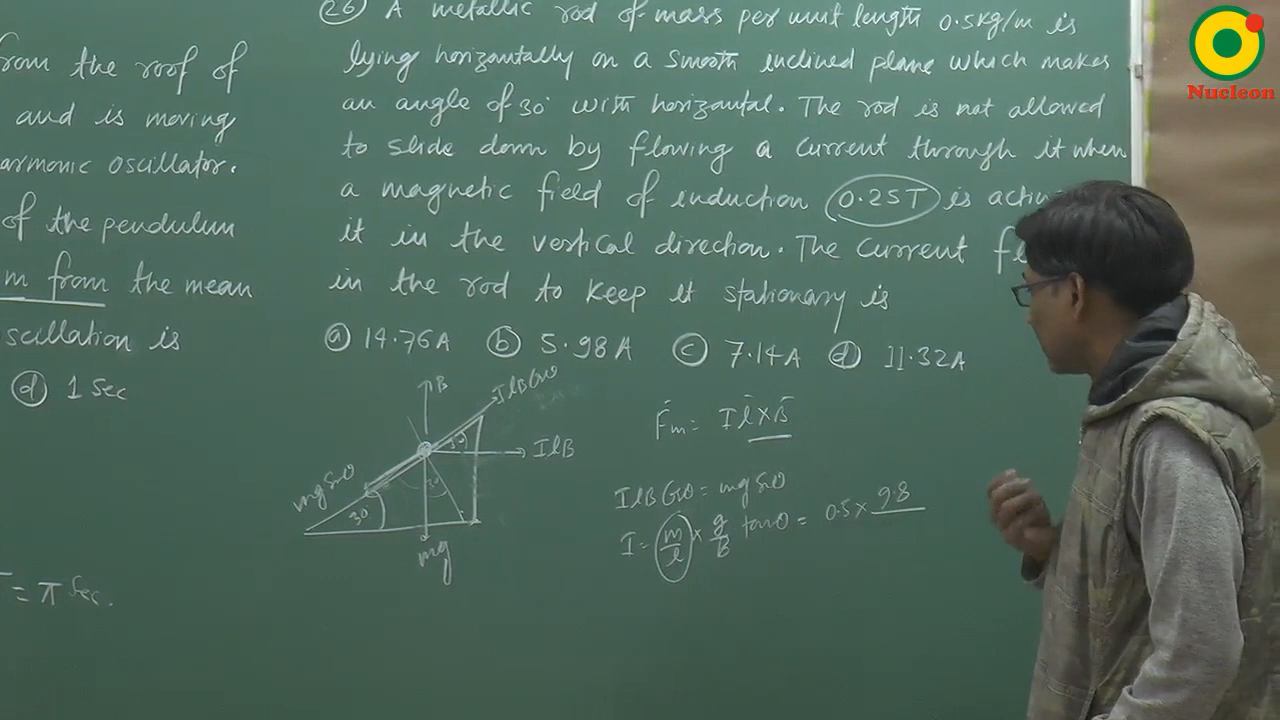 from the roof of
and is moving
armonic oscillator.
of the pendulum
m from the mean
scillation is
(d) 1 Sec
= π Sec.
(26) A metallic rod of mass per unit length 0.5kg/m is
lying horizontally on a smooth inclined plane which makes
an angle of 30° with horizontal. The rod is not allowed
to slide down by flowing a current through it when
a magnetic field of induction 0.25T is
it in the vertical direction. The current
in the rod to keep it stationary is
(a) 14.76A (b) 5.98A (c) 7.14A (d) 11.32A
B
IlBCosθ
30
IlB
mg sinθ
30
30°
mg
F⃗m = I l⃗ × B⃗
IlB Cosθ = mg sinθ
I = m/l × g/B tanθ = 0.5 × 9.8
Nucleon